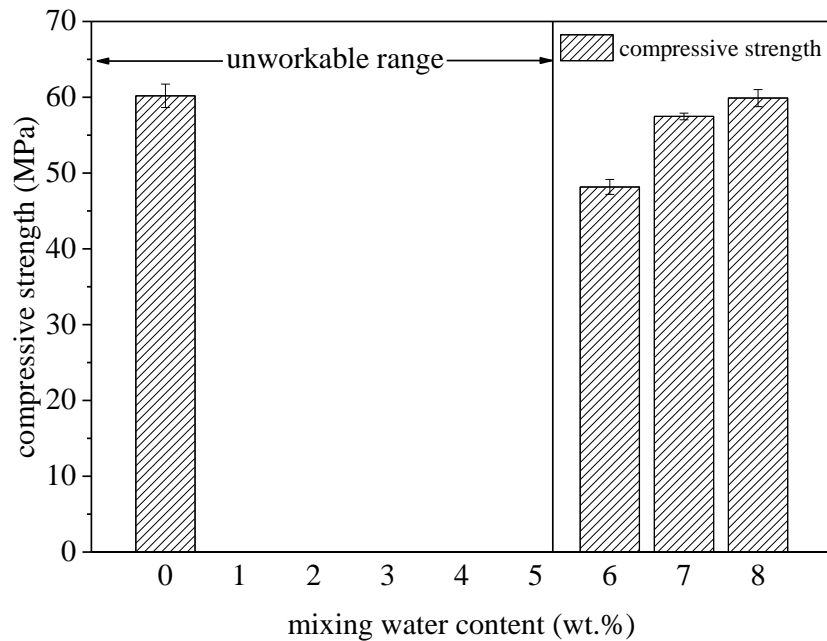 70
60
50
40
30
20
10
0
compressive strength (MPa)
unworkable range
compressive strength
0 1 2 3 4 5 6 7 8
mixing water content (wt.%)